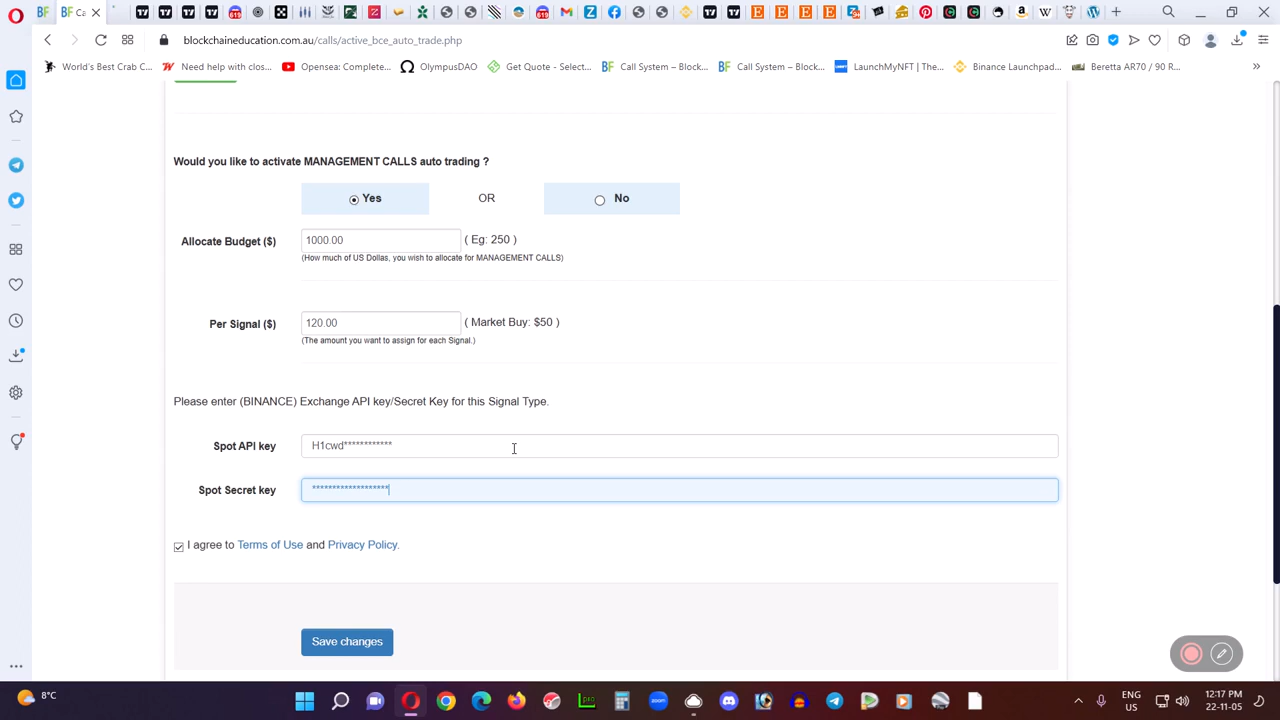 Ca
blockchaineducation.com.au/calls/active_bce_auto_trade.php
World's Best Crab C...
Need help with clos...
Opensea: Complete...
OlympusDAO
Get Quote - Select...
BF Call System – Block...
BF Call System – Block...
LaunchMyNFT | The...
Binance Launchpad...
Beretta AR70 / 90 R...
Would you like to activate MANAGEMENT CALLS auto trading ?
Yes OR No
Allocate Budget ($) 1000.00 ( Eg: 250 )
(How much of US Dollas, you wish to allocate for MANAGEMENT CALLS)
Per Signal ($) 120.00 ( Market Buy: $50 )
(The amount you want to assign for each Signal.)
Please enter (BINANCE) Exchange API key/Secret Key for this Signal Type.
Spot API key H1cwd************
Spot Secret key *******************
I agree to Terms of Use and Privacy Policy.
Save changes
8°C
ENG
US
12:17 PM
22-11-05